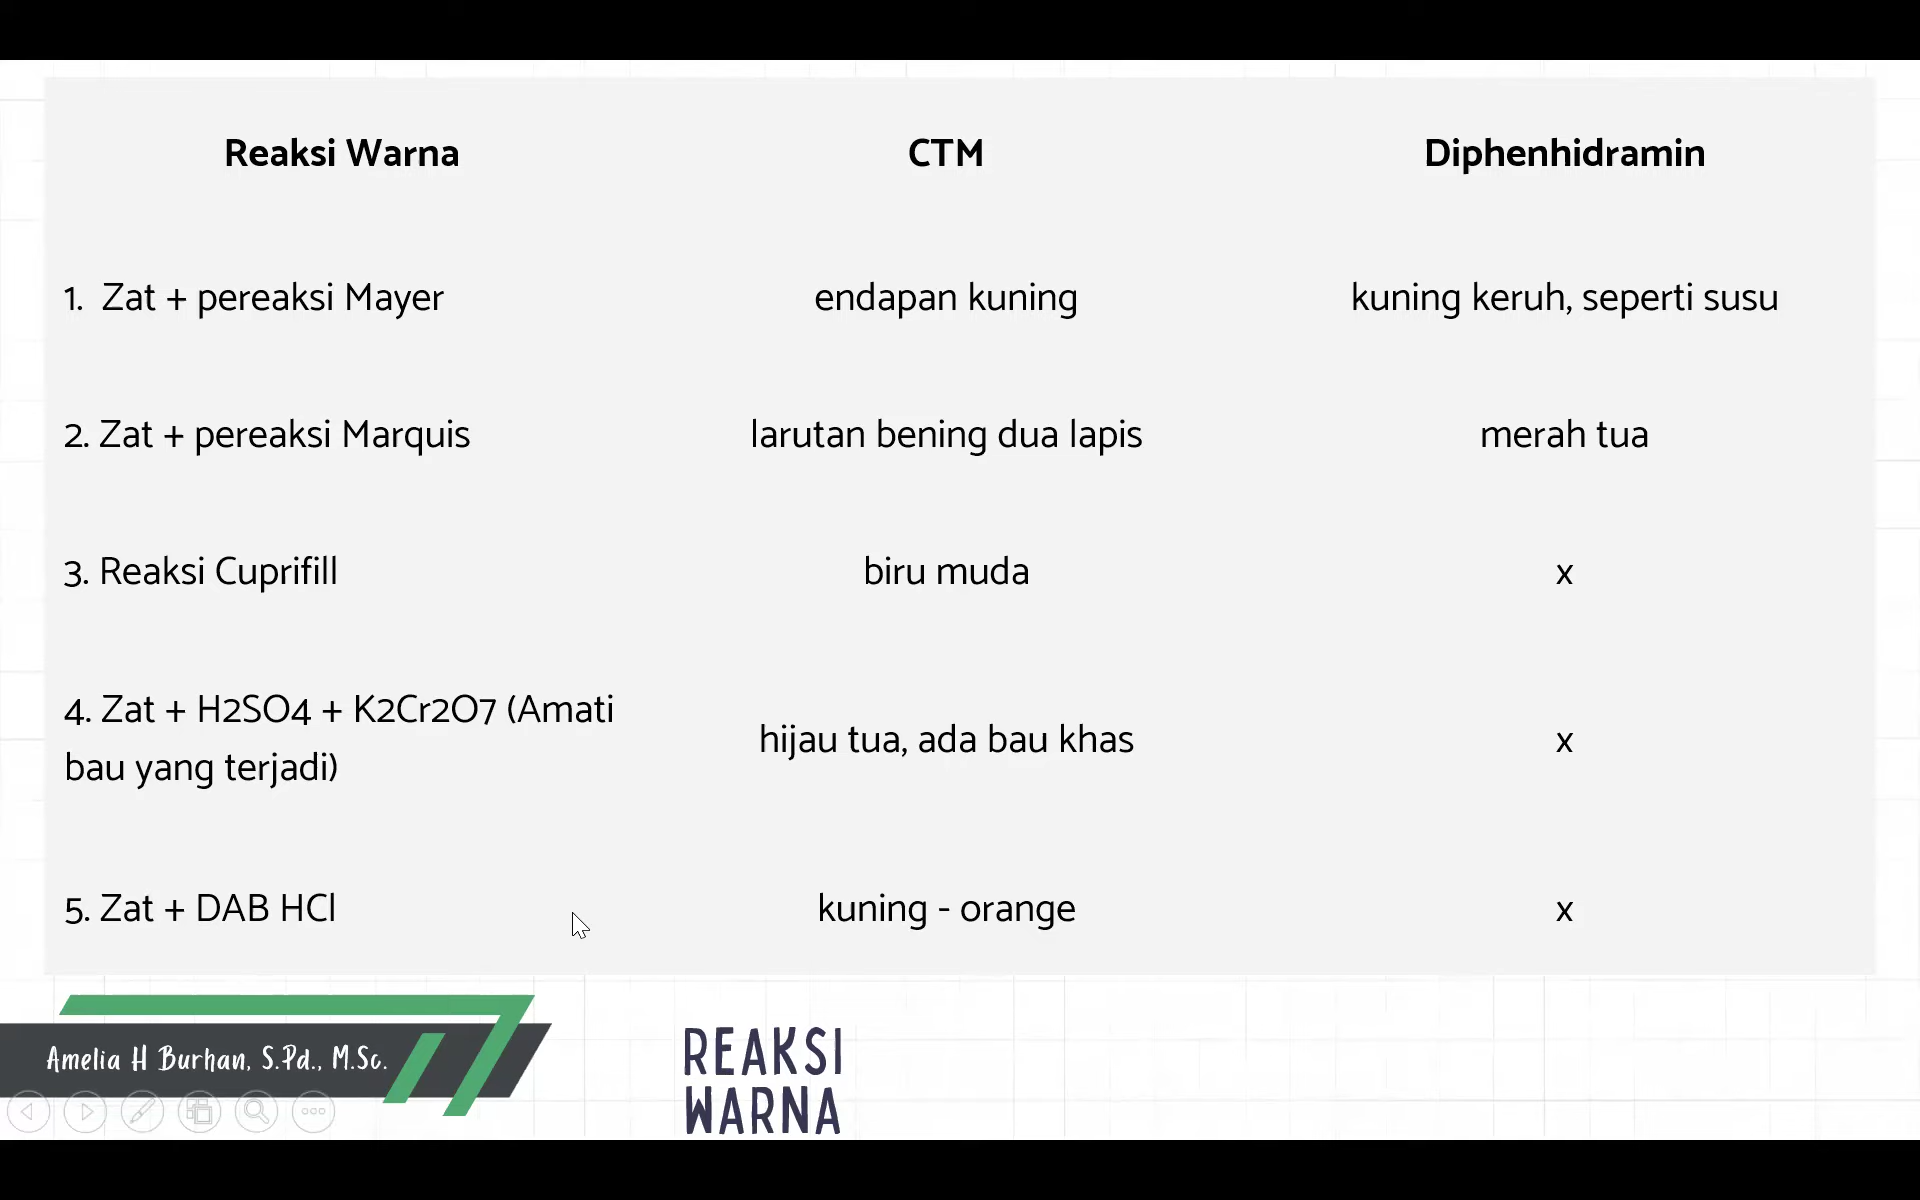 Reaksi Warna CTM Diphenhidramin
1. Zat + pereaksi Mayer endapan kuning kuning keruh, seperti susu
2. Zat + pereaksi Marquis larutan bening dua lapis merah tua
3. Reaksi Cuprifill biru muda x
4. Zat + H2SO4 + K2Cr2O7 (Amati
bau yang terjadi) hijau tua, ada bau khas x
5. Zat + DAB HCl kuning - orange x
Amelia H Burhan, S.Pd., M.Sc.
REAKSI
WARNA